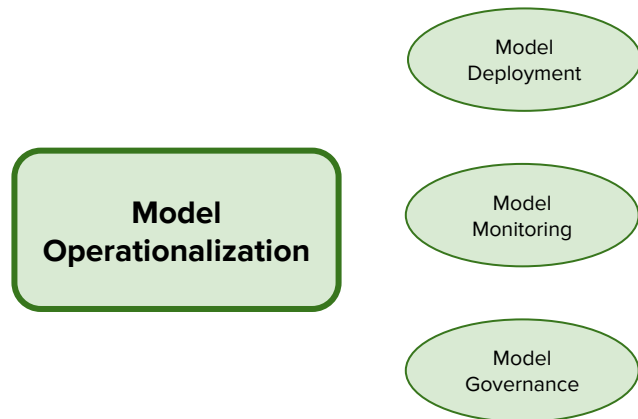 Model
Operationalization
Model
Deployment
Model
Monitoring
Model
Governance